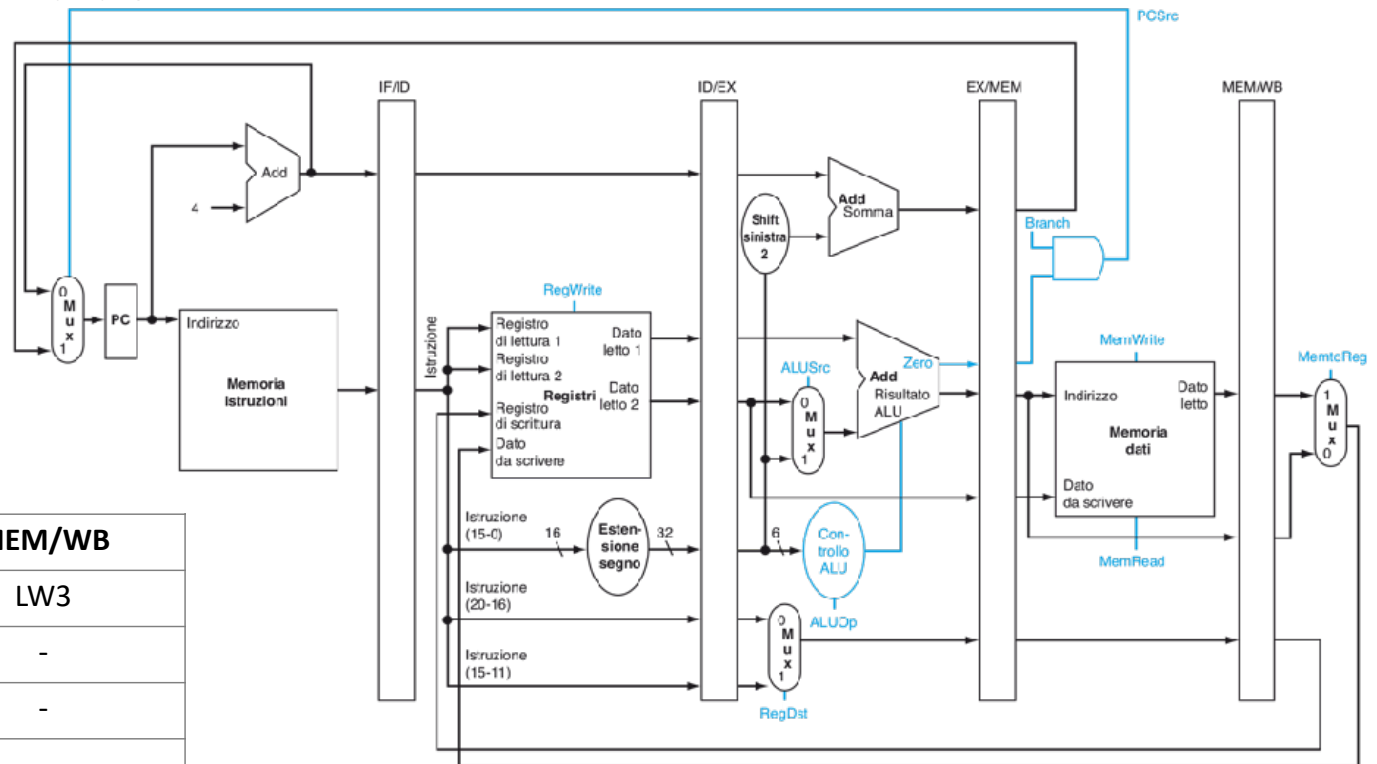 PCSrc
IF/ID
ID/EX
EX/MEM
MEM/WB
Add
4
Add
Somma
Shift
sinistra
2
Branch
0
M
u
x
1
PC
Indirizzo
Memoria
istruzioni
Istruzione
RegWrite
Registro
di lettura 1
Registro
di lettura 2
Registri
Registro
di scrittura
Dato
da scrivere
Dato
letto 1
Dato
letto 2
ALUSrc
0
M
u
x
1
Zero
Add
Risultato
ALU
MemWrite
Indirizzo
Dato
letto
Memoria
dati
Dato
da scrivere
MemRead
MemtoReg
1
M
u
x
0
Istruzione
(15-0)
16
Esten-
sione
segno
32
6
Con-
trollo
ALU
ALUOp
Istruzione
(20-16)
Istruzione
(15-11)
0
M
u
x
1
RegDst
MEM/WB
LW3
-
-